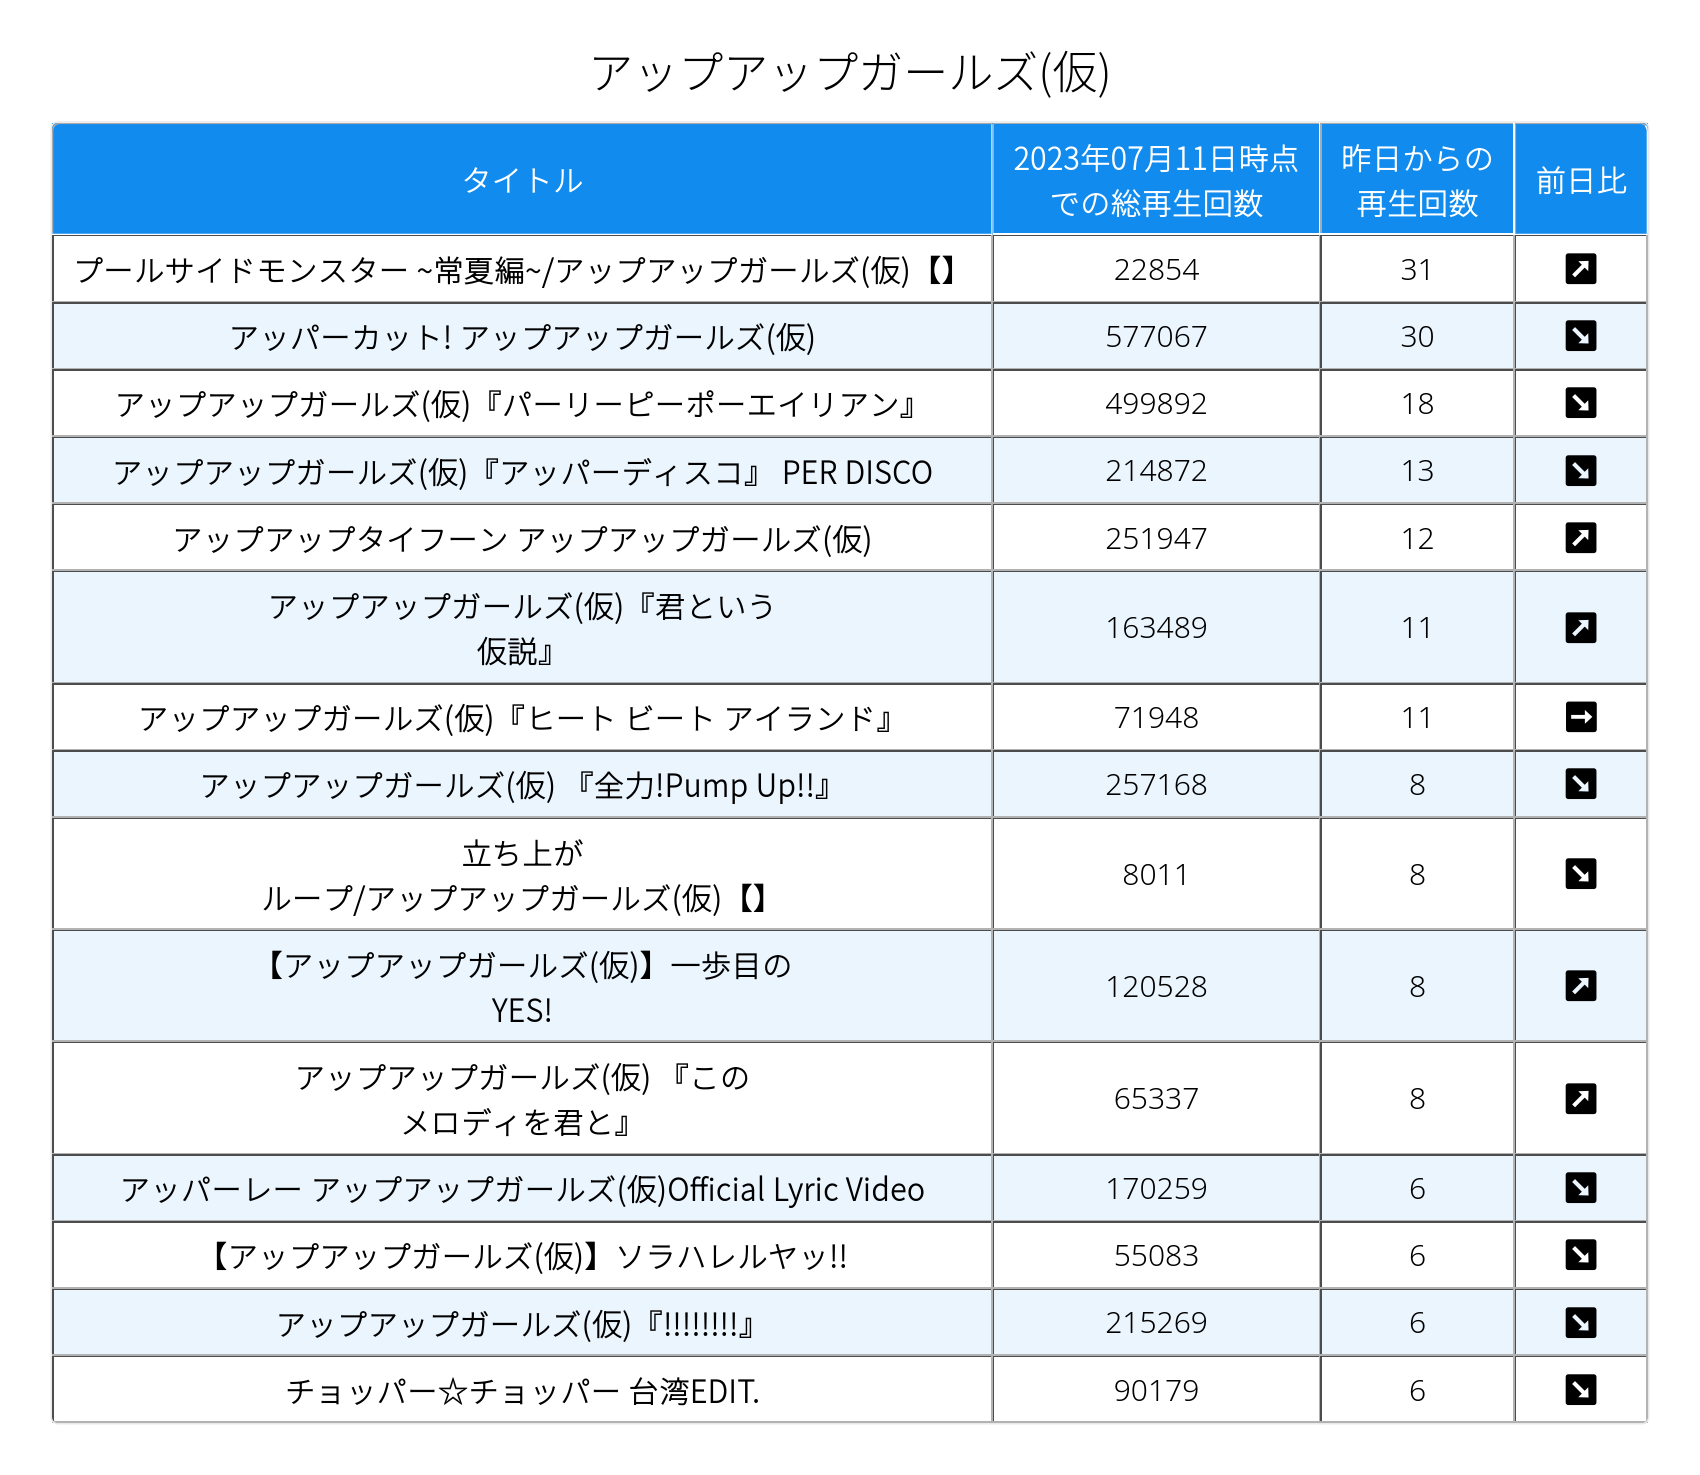 アップアップガールズ(仮)
タイトル
2023年07月11日時点
での総再生回数
昨日からの
再生回数
前日比
プールサイドモンスター ~常夏編~/アップアップガールズ(仮)【】
22854
31
アッパーカット! アップアップガールズ(仮)
577067
30
アップアップガールズ(仮)『パーリーピーポーエイリアン』
499892
18
アップアップガールズ(仮)『アッパーディスコ』 PER DISCO
214872
13
アップアップタイフーン アップアップガールズ(仮)
251947
12
アップアップガールズ(仮)『君という
仮説』
163489
11
アップアップガールズ(仮)『ヒート ビート アイランド』
71948
11
アップアップガールズ(仮) 『全力!Pump Up!!』
257168
8
立ち上が
ループ/アップアップガールズ(仮)【】
8011
8
【アップアップガールズ(仮)】一歩目の
YES!
120528
8
アップアップガールズ(仮) 『この
メロディを君と』
65337
8
アッパーレー アップアップガールズ(仮)Official Lyric Video
170259
6
【アップアップガールズ(仮)】ソラハレルヤッ!!
55083
6
アップアップガールズ(仮)『!!!!!!!!』
215269
6
チョッパー☆チョッパー 台湾EDIT.
90179
6